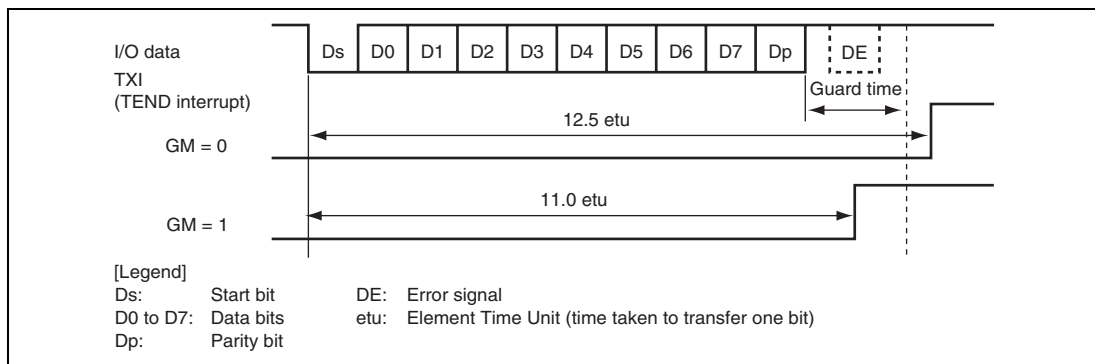 I/O data
Ds D0 D1 D2 D3 D4 D5 D6 D7 Dp DE
TXI
(TEND interrupt)
Guard time
12.5 etu
GM = 0
11.0 etu
GM = 1
[Legend]
Ds: Start bit DE: Error signal
D0 to D7: Data bits etu: Element Time Unit (time taken to transfer one bit)
Dp: Parity bit